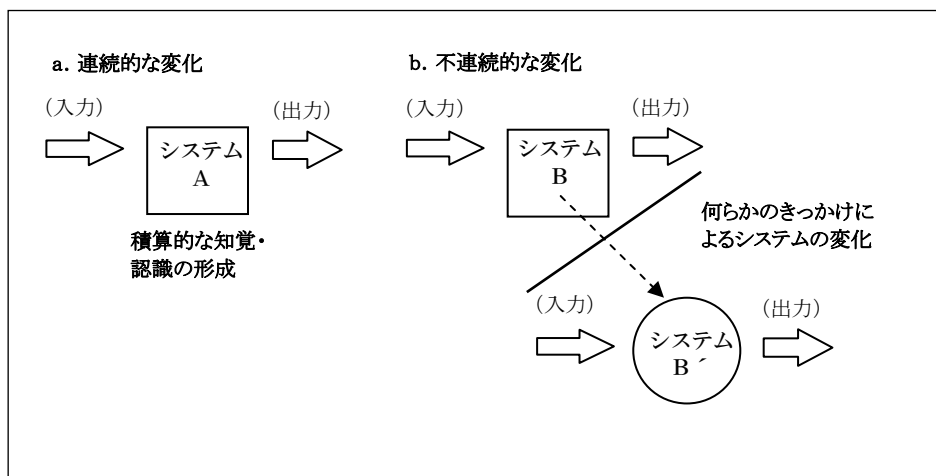 a. 連続的な変化
(入力)
(出力)
システム
A
積算的な知覚・
認識の形成
b. 不連続的な変化
(入力)
(出力)
システム
B
何らかのきっかけに
よるシステムの変化
(入力)
(出力)
システム
B´